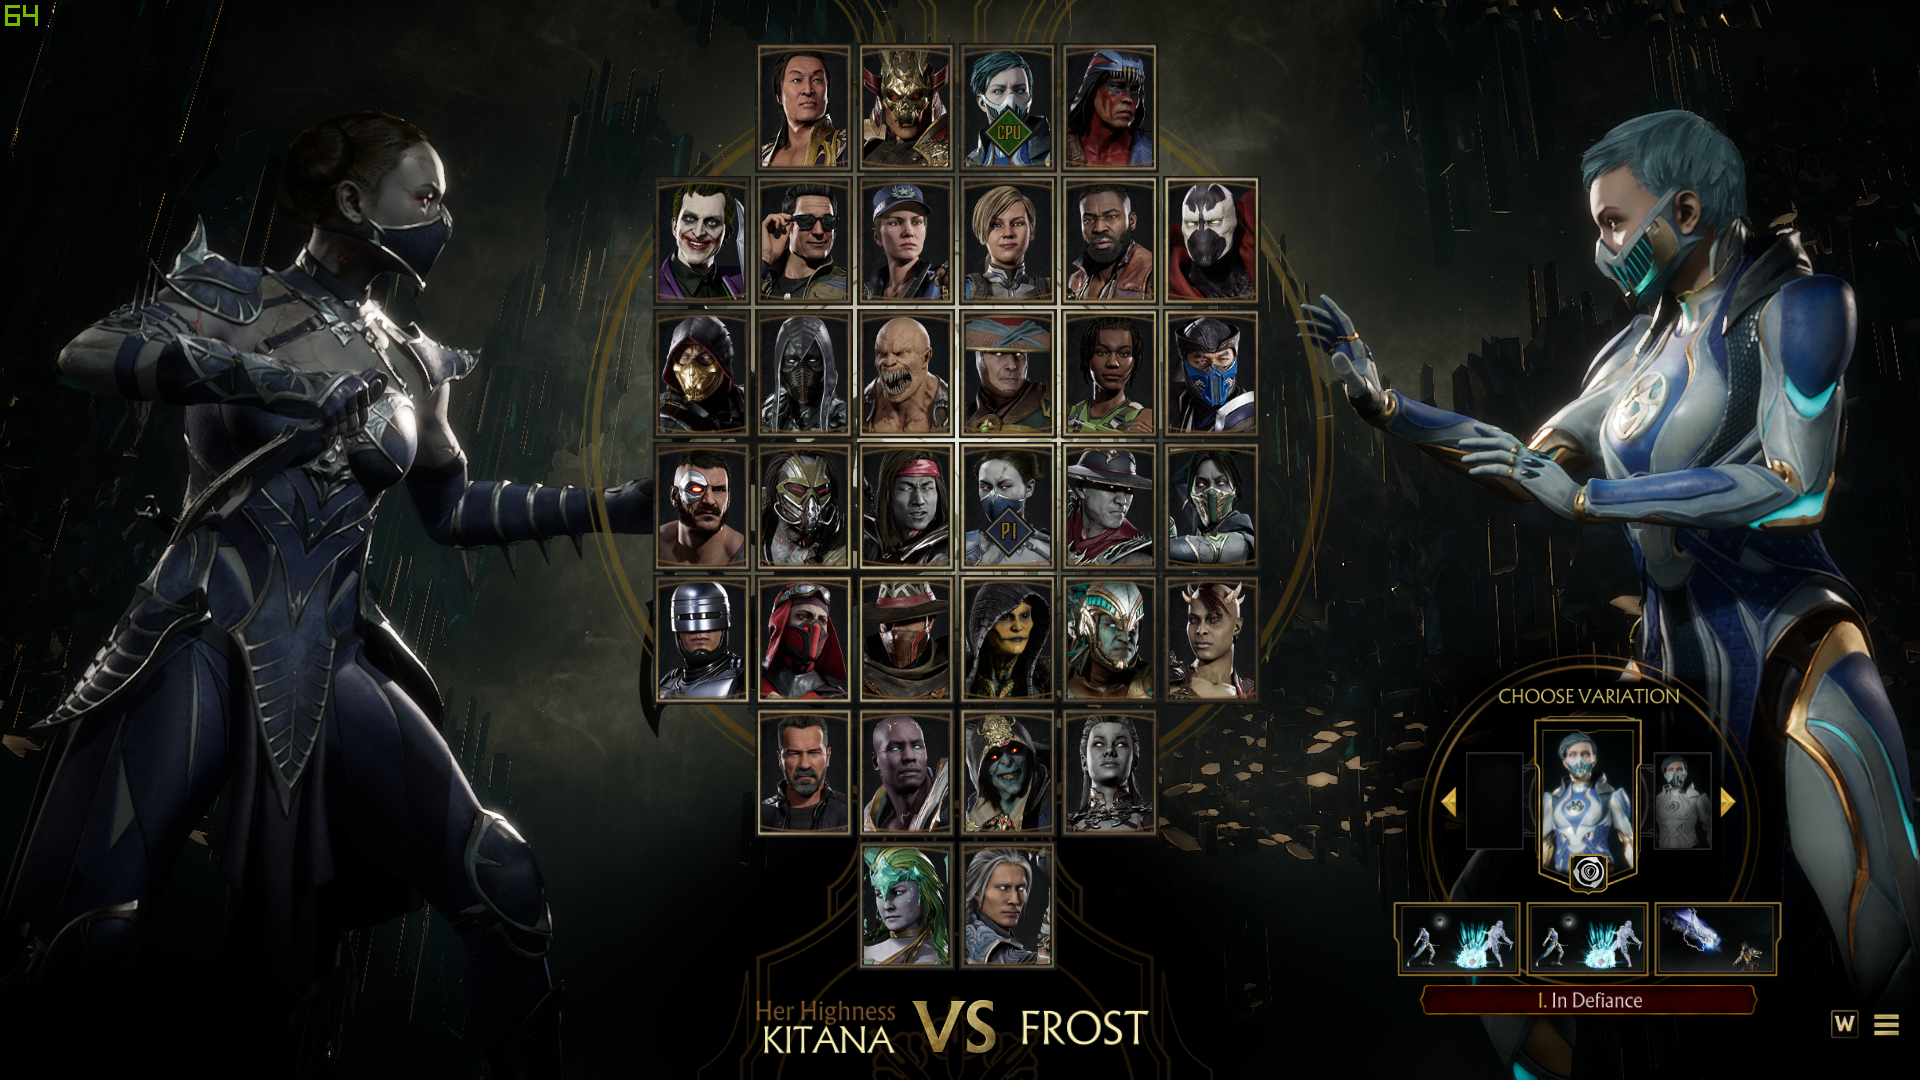 64
CPU
P1
CHOOSE VARIATION
I. In Defiance
Her Highness
KITANA VS FROST
W